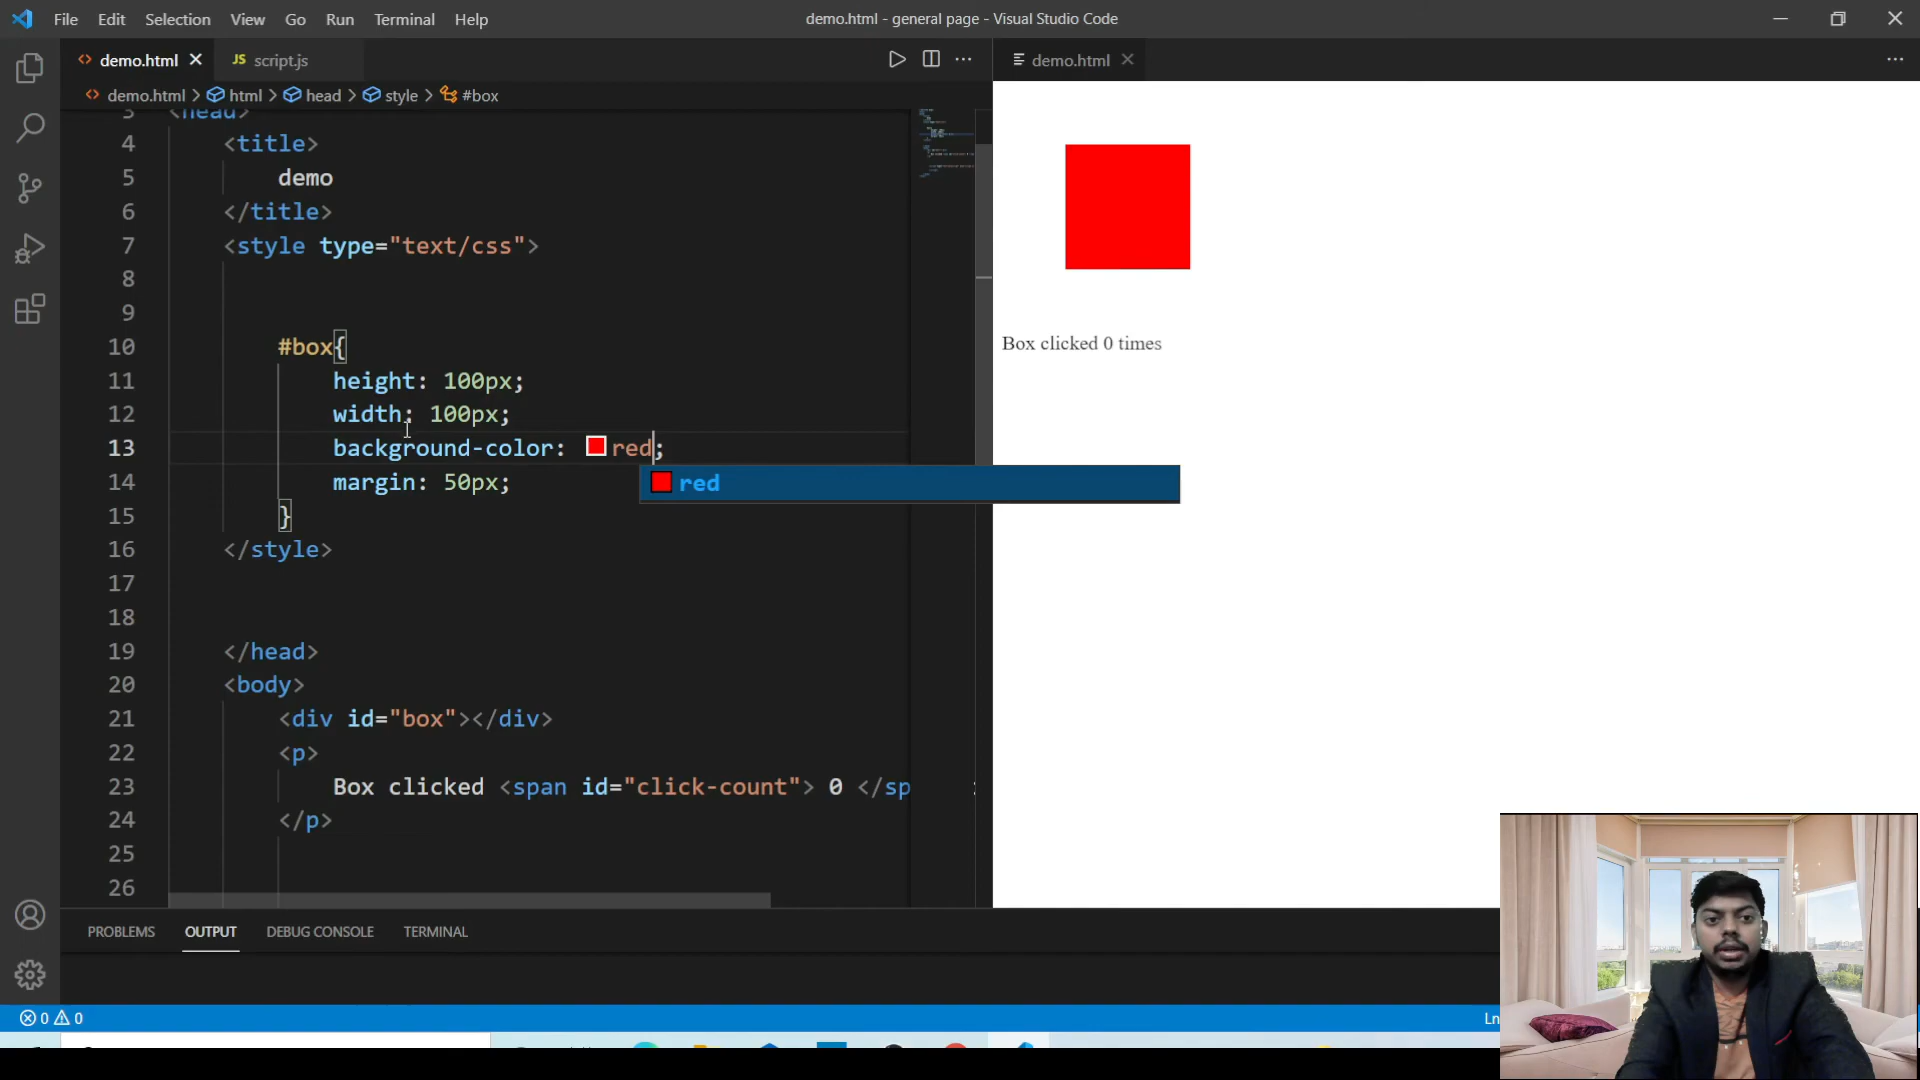 File Edit Selection View Go Run Terminal Help
demo.html - general page - Visual Studio Code
demo.html
JS script.js
demo.html
demo.html > html > head > style > #box
3 <head>
4 <title>
5 demo
6 </title>
7 <style type="text/css">
8
9
10 #box{
11 height: 100px;
12 width: 100px;
13 background-color: red;
red
14 margin: 50px;
15 }
16 </style>
17
18
19 </head>
20 <body>
21 <div id="box"></div>
22 <p>
23 Box clicked <span id="click-count"> 0 </sp
24 </p>
25
26
Box clicked 0 times
PROBLEMS OUTPUT DEBUG CONSOLE TERMINAL
0 0
Ln